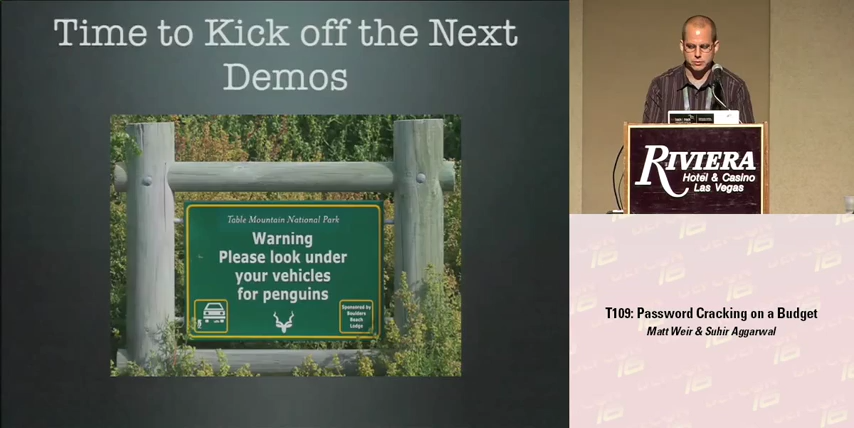 Time to Kick off the Next
Demos
Table Mountain National Park
Warning
Please look under
your vehicles
for penguins
Sponsored by
Boulders
Beach
Lodge
RIVIERA
Hotel & Casino
Las Vegas
T109: Password Cracking on a Budget
Matt Weir & Suhir Aggarwal